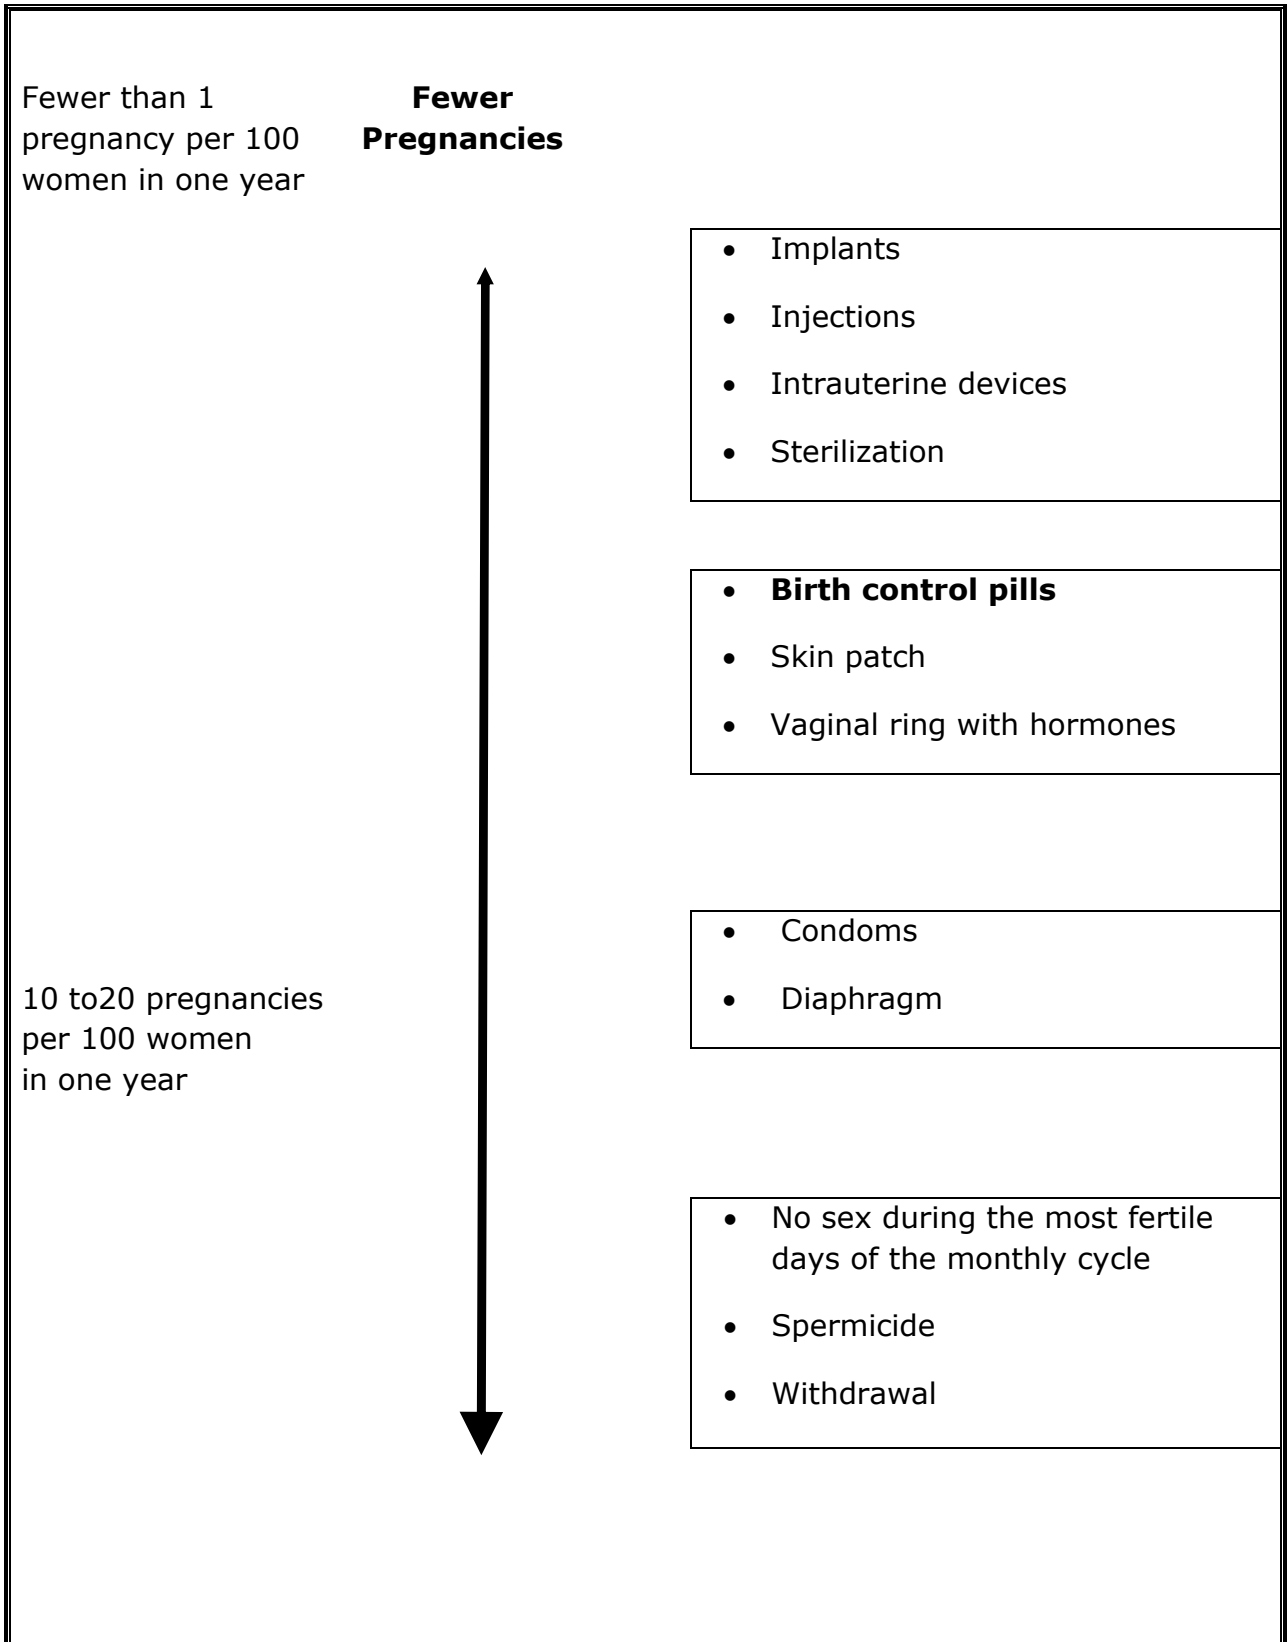 Fewer than 1
pregnancy per 100
women in one year
Fewer
Pregnancies
• Implants
• Injections
• Intrauterine devices
• Sterilization
• Birth control pills
• Skin patch
• Vaginal ring with hormones
• Condoms
• Diaphragm
10 to20 pregnancies
per 100 women
in one year
• No sex during the most fertile
days of the monthly cycle
• Spermicide
• Withdrawal